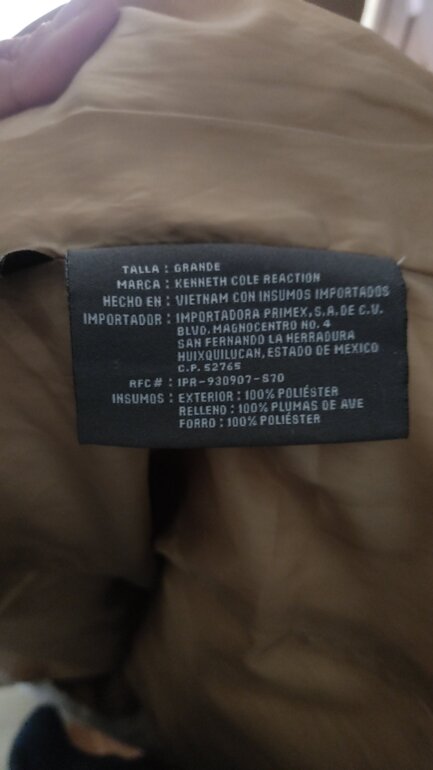 TALLA : GRANDE
MARCA : KENNETH COLE REACTION
HECHO EN : VIETNAM CON INSUMOS IMPORTADOS
IMPORTADOR : IMPORTADORA PRIMEX, S.A. DE C.V.
BLVD. MAGNOCENTRO NO. 4
SAN FERNANDO LA HERRADURA
HUIXQUILUCAN, ESTADO DE MEXICO
C.P. 52765
RFC # : IPR-930907-S70
INSUMOS : EXTERIOR : 100% POLIÉSTER
RELLENO : 100% PLUMAS DE AVE
FORRO : 100% POLIÉSTER